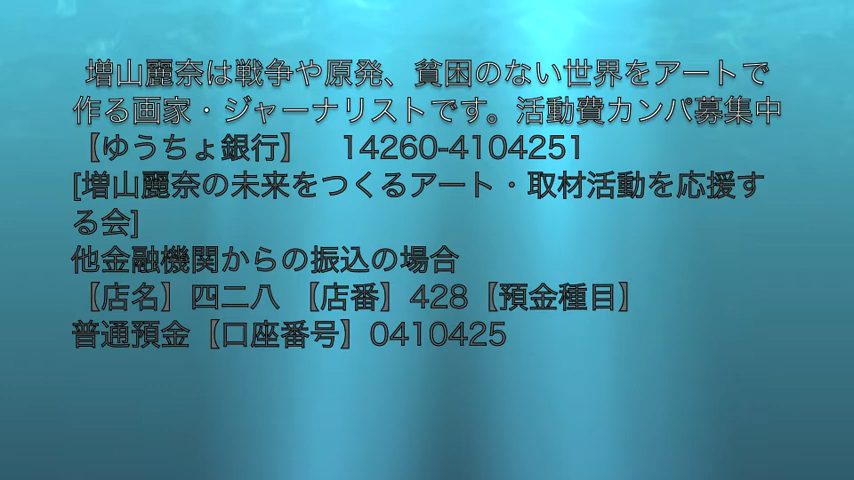 増山麗奈は戦争や原発、貧困のない世界をアートで
作る画家・ジャーナリストです。活動費カンパ募集中
【ゆうちょ銀行】　14260-4104251
[増山麗奈の未来をつくるアート・取材活動を応援す
る会]
他金融機関からの振込の場合
【店名】四二八 【店番】428【預金種目】
普通預金【口座番号】0410425